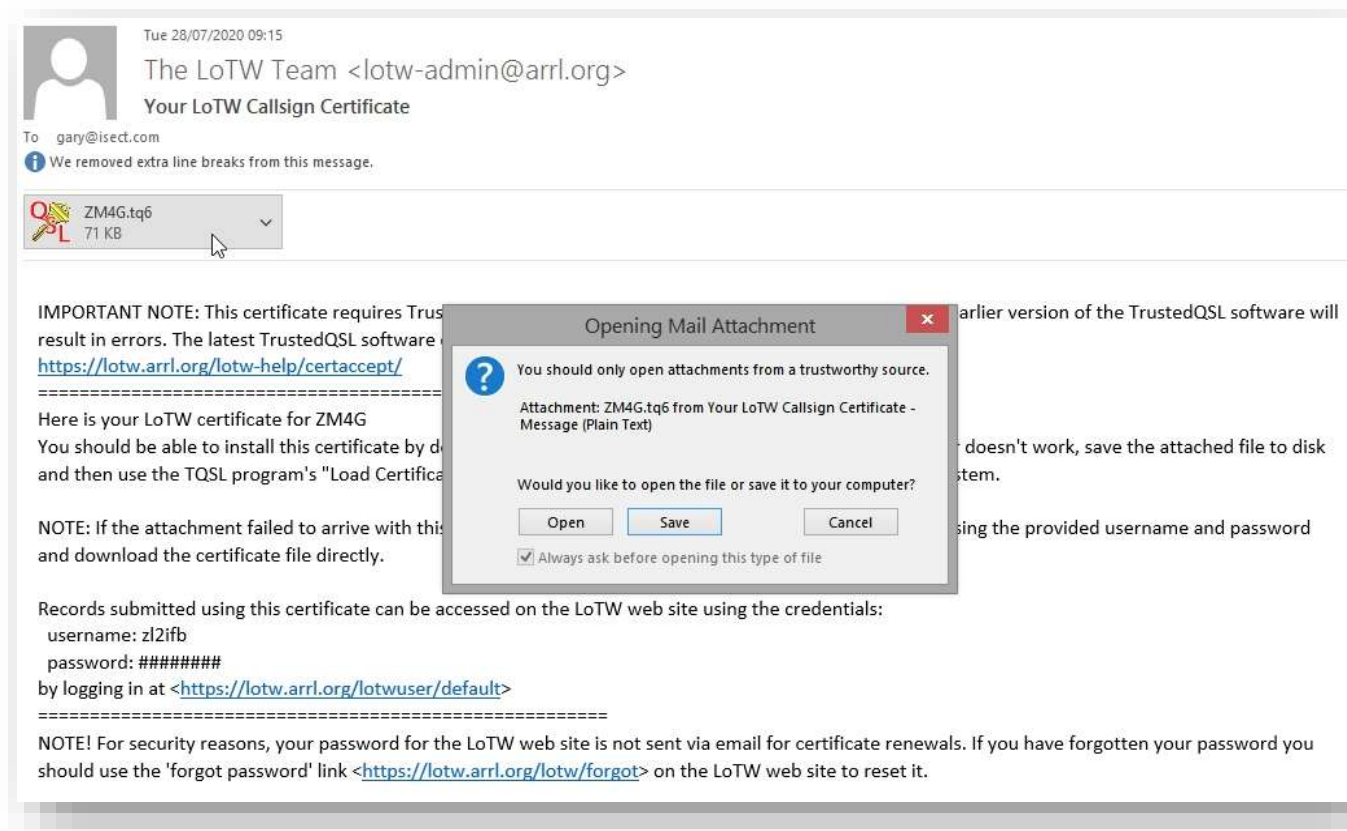 Tue 28/07/2020 09:15
The LoTW Team <lotw-admin@arrl.org>
Your LoTW Callsign Certificate
To gary@isect.com
We removed extra line breaks from this message.
QSL
ZM4G.tq6
71 KB
IMPORTANT NOTE: This certificate requires Trus
arlier version of the TrustedQSL software will
result in errors. The latest TrustedQSL software
https://lotw.arrl.org/lotw-help/certaccept/
==========================================
Here is your LoTW certificate for ZM4G
You should be able to install this certificate by d
doesn't work, save the attached file to disk
and then use the TQSL program's "Load Certifica
stem.
NOTE: If the attachment failed to arrive with this
sing the provided username and password
and download the certificate file directly.
Opening Mail Attachment
You should only open attachments from a trustworthy source.
Attachment: ZM4G.tq6 from Your LoTW Callsign Certificate -
Message (Plain Text)
Would you like to open the file or save it to your computer?
Open Save Cancel
Always ask before opening this type of file
Records submitted using this certificate can be accessed on the LoTW web site using the credentials:
username: zl2ifb
password: ########
by logging in at <https://lotw.arrl.org/lotwuser/default>
=======================================================
NOTE! For security reasons, your password for the LoTW web site is not sent via email for certificate renewals. If you have forgotten your password you
should use the 'forgot password' link <https://lotw.arrl.org/lotw/forgot> on the LoTW web site to reset it.